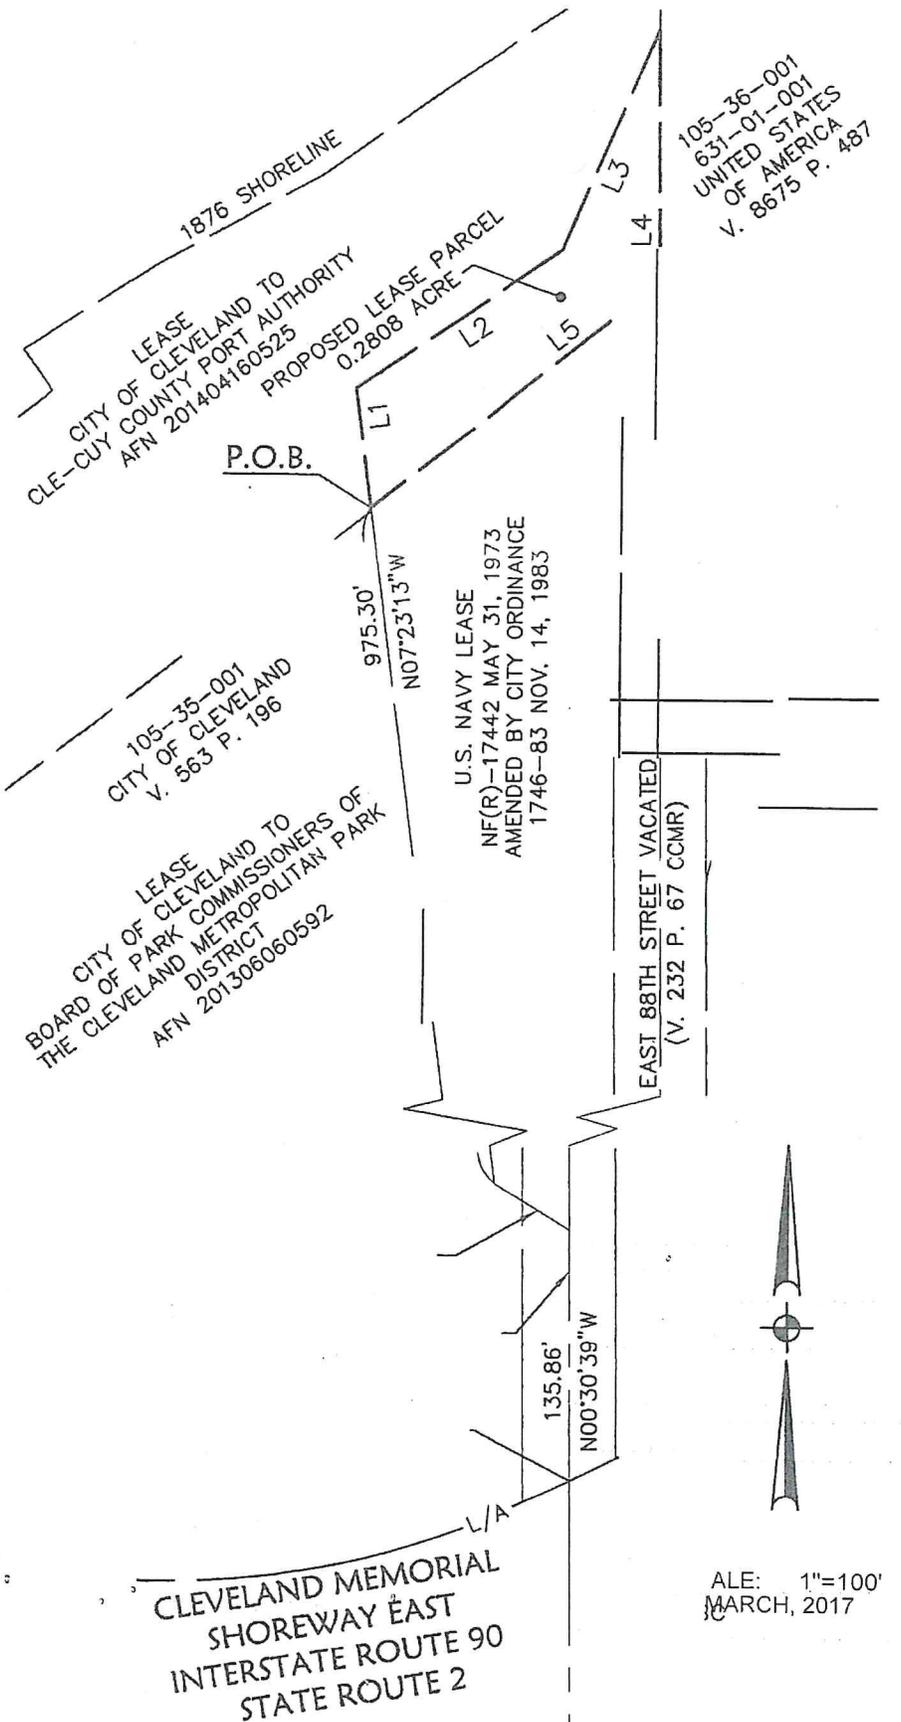 1876 SHORELINE
105-36-001
631-01-001
UNITED STATES
OF AMERICA
V. 8675 P. 487
L3
L4
LEASE
CITY OF CLEVELAND TO
CLE-CUY COUNTY PORT AUTHORITY
AFN 201404160525
PROPOSED LEASE PARCEL
0.2808 ACRE
L2
L5
L1
P.O.B.
975.30'
N07°23'13"W
U.S. NAVY LEASE
NF(R)-17442 MAY 31, 1973
AMENDED BY CITY ORDINANCE
1746-83 NOV. 14, 1983
105-35-001
CITY OF CLEVELAND
V. 563 P. 196
LEASE
CITY OF CLEVELAND TO
BOARD OF PARK COMMISSIONERS OF
THE CLEVELAND METROPOLITAN PARK
DISTRICT
AFN 201306060592
EAST 88TH STREET VACATED
(V. 232 P. 67 CCMR)
135.86'
N00°30'39"W
L/A
CLEVELAND MEMORIAL
SHOREWAY EAST
INTERSTATE ROUTE 90
STATE ROUTE 2
ALE: 1"=100'
MARCH, 2017